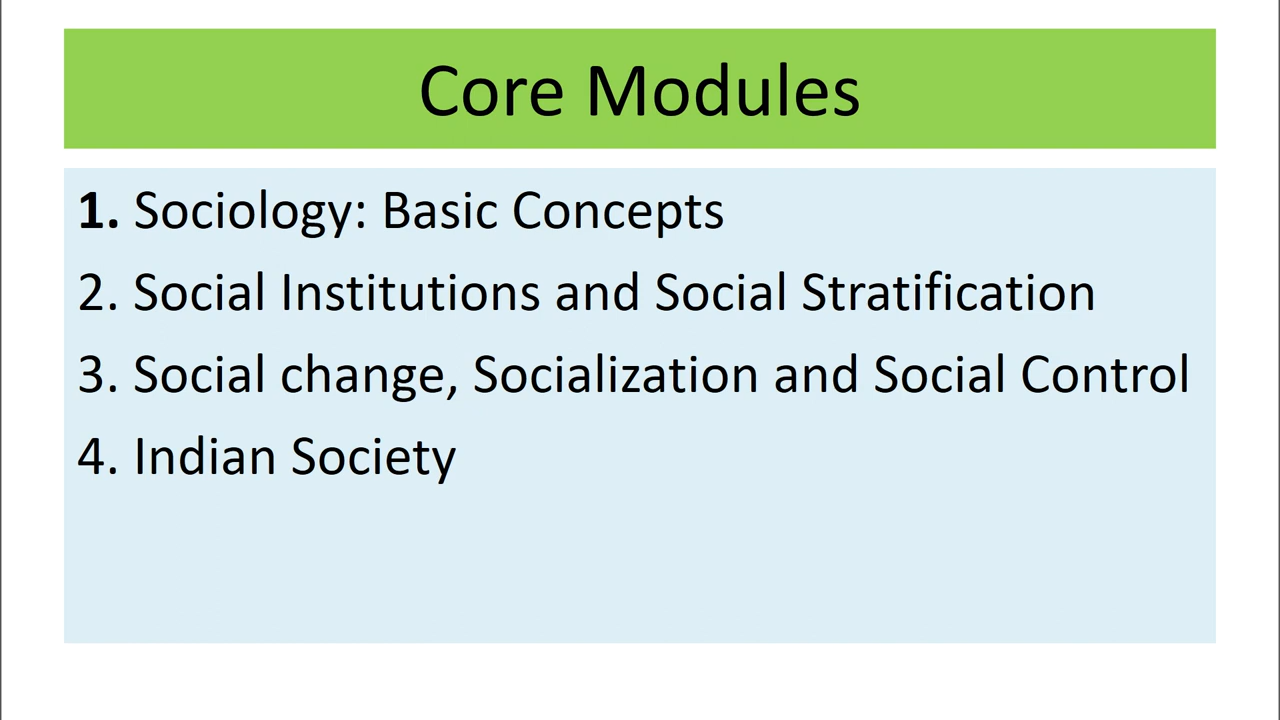 Core Modules
1. Sociology: Basic Concepts
2. Social Institutions and Social Stratification
3. Social change, Socialization and Social Control
4. Indian Society